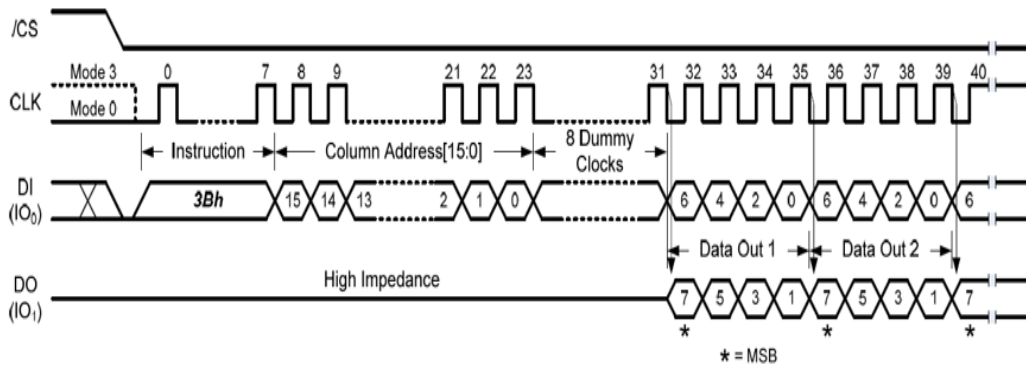 /CS
Mode 3 0 7 8 9 21 22 23 31 32 33 34 35 36 37 38 39 40
CLK Mode 0
Instruction Column Address[15:0] 8 Dummy
Clocks
DI
(IO0) 3Bh 15 14 13 2 1 0 6 4 2 0 6 4 2 0 6
Data Out 1 Data Out 2
DO High Impedance
(IO1) 7 5 3 1 7 5 3 1 7
* * *
* = MSB